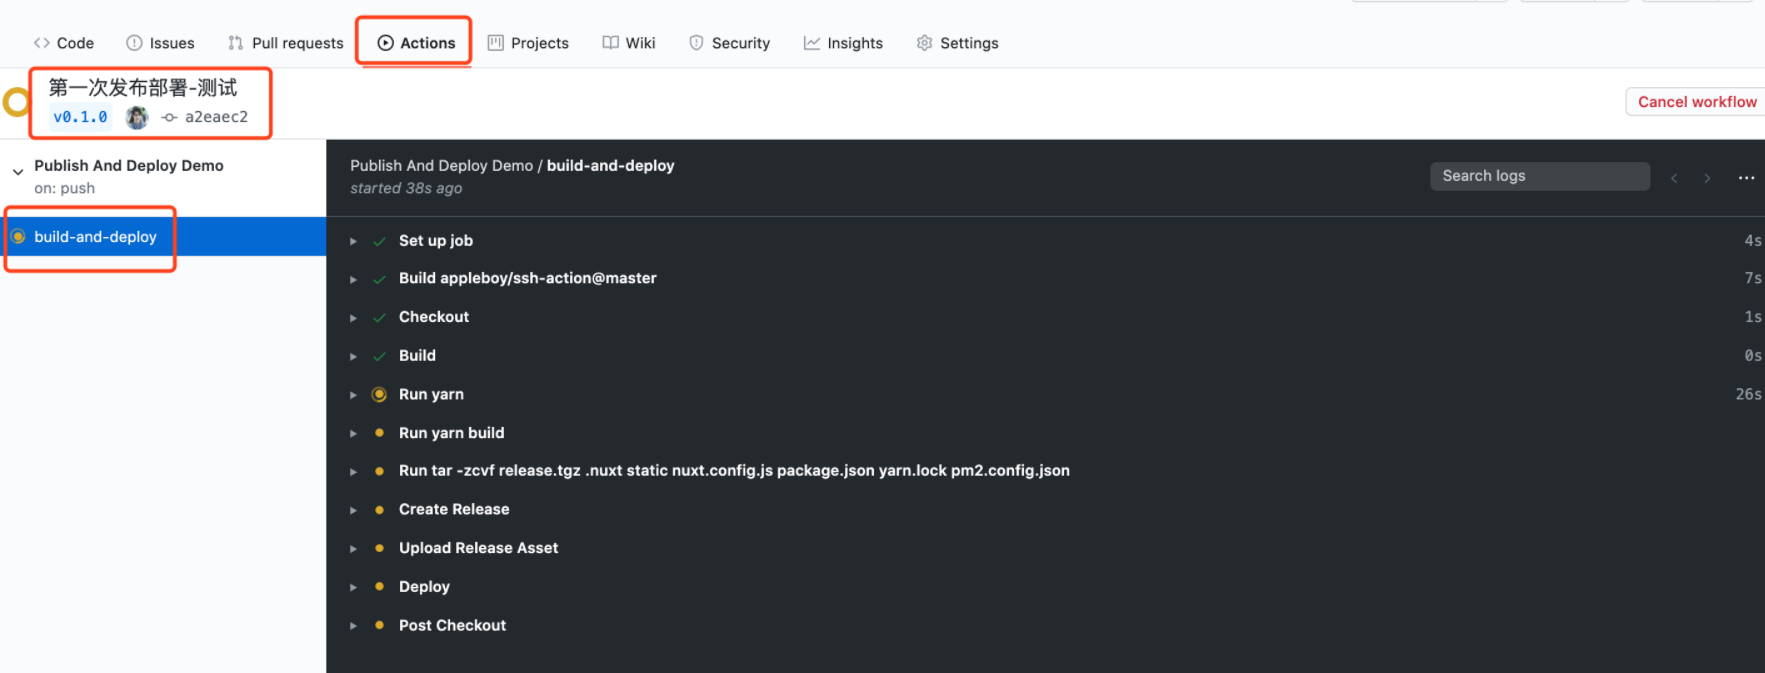 Code Issues Pull requests Actions Projects Wiki Security Insights Settings
第一次发布部署-测试
v0.1.0 a2eaec2
Cancel workflow
Publish And Deploy Demo
on: push
build-and-deploy
Publish And Deploy Demo / build-and-deploy
started 38s ago
Search logs
Set up job 4s
Build appleboy/ssh-action@master 7s
Checkout 1s
Build 0s
Run yarn 26s
Run yarn build
Run tar -zcvf release.tgz .nuxt static nuxt.config.js package.json yarn.lock pm2.config.json
Create Release
Upload Release Asset
Deploy
Post Checkout